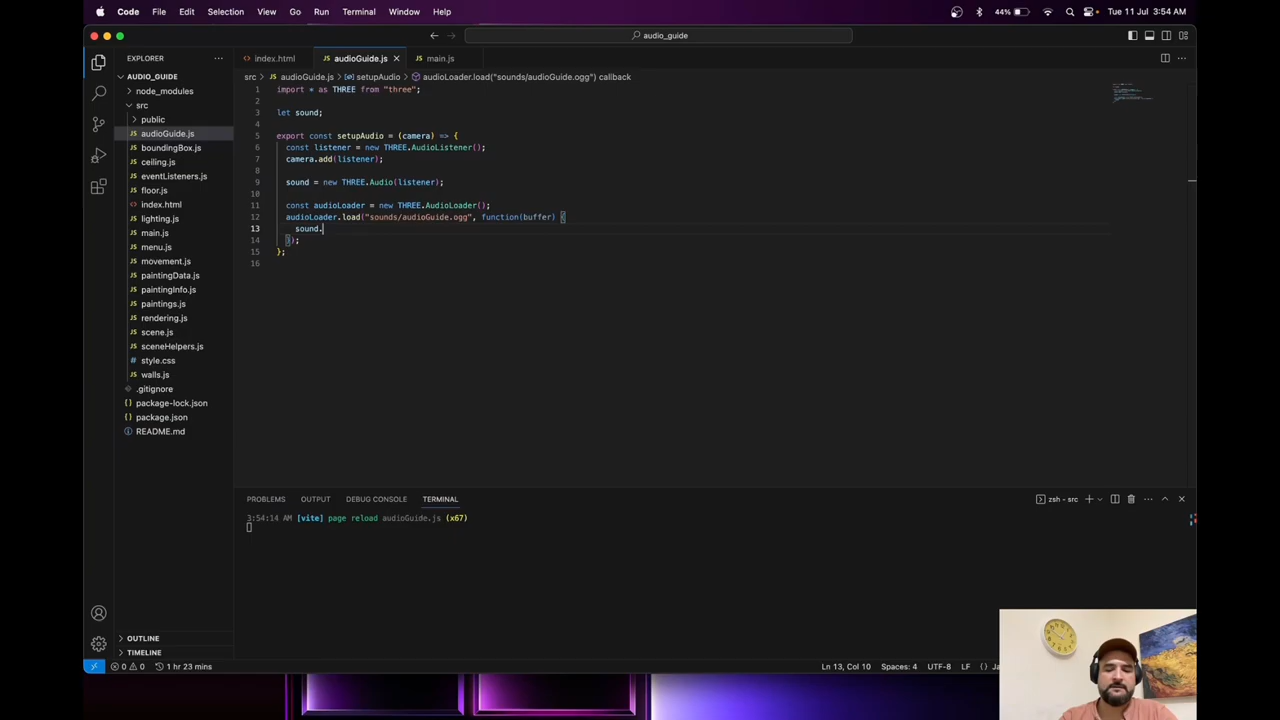 Code File Edit Selection View Go Run Terminal Window Help 44% Tue 11 Jul 3:54 AM
audio_guide
EXPLORER
index.html audioGuide.js main.js
AUDIO_GUIDE
node_modules
src
public
audioGuide.js
boundingBox.js
ceiling.js
eventListeners.js
floor.js
index.html
lighting.js
main.js
menu.js
movement.js
paintingData.js
paintingInfo.js
paintings.js
rendering.js
scene.js
sceneHelpers.js
style.css
walls.js
.gitignore
package-lock.json
package.json
README.md
OUTLINE
TIMELINE
src > audioGuide.js > setupAudio > audioLoader.load("sounds/audioGuide.ogg") callback
1 import * as THREE from "three";
2
3 let sound;
4
5 export const setupAudio = (camera) => {
6 const listener = new THREE.AudioListener();
7 camera.add(listener);
8
9 sound = new THREE.Audio(listener);
10
11 const audioLoader = new THREE.AudioLoader();
12 audioLoader.load("sounds/audioGuide.ogg", function(buffer) {
13 sound.
14 });
15 };
16
PROBLEMS OUTPUT DEBUG CONSOLE TERMINAL zsh - src
3:54:14 AM [vite] page reload audioGuide.js (x67)
0 0 1 hr 23 mins Ln 13, Col 10 Spaces: 4 UTF-8 LF {}